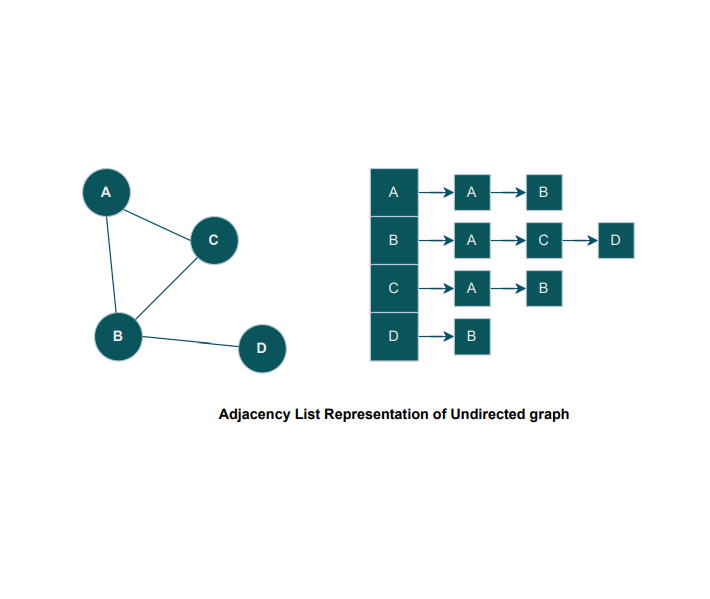 A
C
B
D
A A B
B A C D
C A B
D B
Adjacency List Representation of Undirected graph